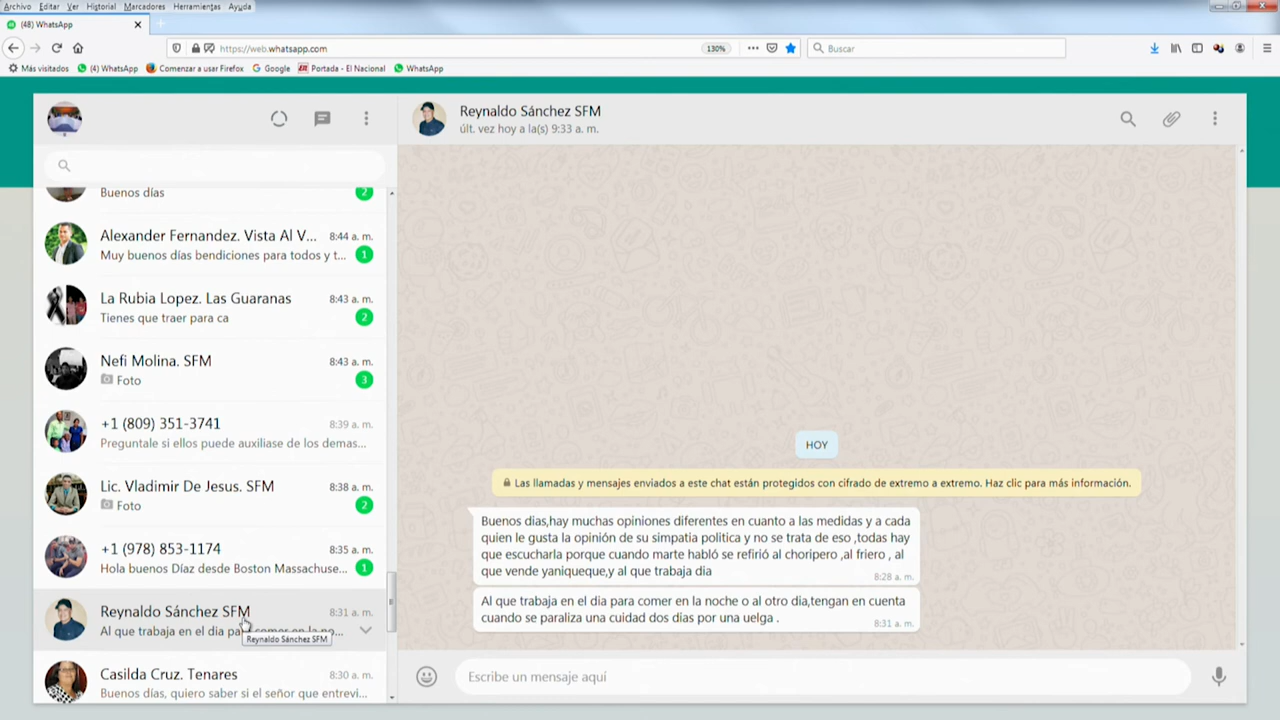 Archivo Editar Ver Historial Marcadores Herramientas Ayuda
(48) WhatsApp
https://web.whatsapp.com
130%
Buscar
Más visitados (4) WhatsApp Comenzar a usar Firefox Google Portada - El Nacional WhatsApp
Buenos días
2
Alexander Fernandez. Vista Al V... 8:44 a. m.
Muy buenos días bendiciones para todos y t... 1
La Rubia Lopez. Las Guaranas 8:43 a. m.
Tienes que traer para ca 2
Nefi Molina. SFM 8:43 a. m.
Foto 3
+1 (809) 351-3741 8:39 a. m.
Preguntale si ellos puede auxiliase de los demas...
Lic. Vladimir De Jesus. SFM 8:38 a. m.
Foto 2
+1 (978) 853-1174 8:35 a. m.
Hola buenos Díaz desde Boston Massachuse... 1
Reynaldo Sánchez SFM 8:31 a. m.
Al que trabaja en el dia para comer en la no...
Reynaldo Sánchez SFM
Casilda Cruz. Tenares 8:30 a. m.
Buenos días, quiero saber si el señor que entrevi...
Reynaldo Sánchez SFM
últ. vez hoy a la(s) 9:33 a. m.
HOY
Las llamadas y mensajes enviados a este chat están protegidos con cifrado de extremo a extremo. Haz clic para más información.
Buenos dias,hay muchas opiniones diferentes en cuanto a las medidas y a cada
quien le gusta la opinión de su simpatia politica y no se trata de eso ,todas hay
que escucharla porque cuando marte habló se refirió al choripero ,al friero , al
que vende yaniqueque,y al que trabaja dia
8:28 a. m.
Al que trabaja en el dia para comer en la noche o al otro dia,tengan en cuenta
cuando se paraliza una cuidad dos dias por una uelga .
8:31 a. m.
Escribe un mensaje aquí